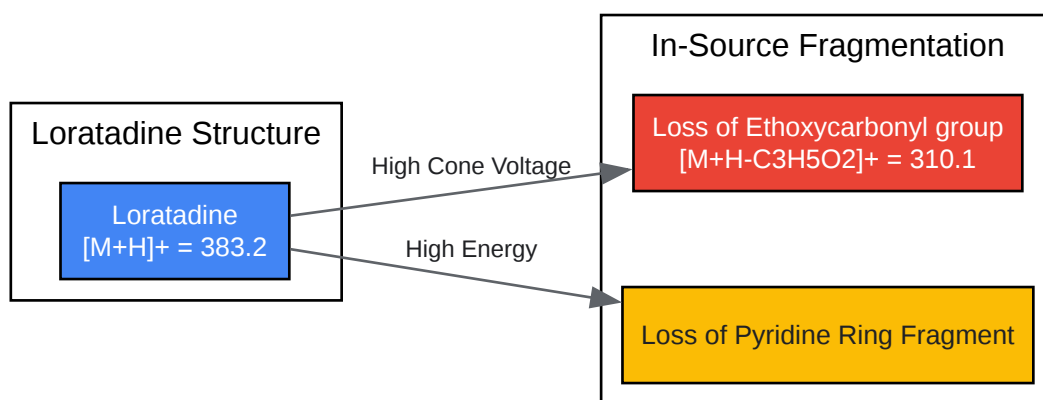 Loratadine Structure
Loratadine
[M+H]+ = 383.2
High Cone Voltage
High Energy
In-Source Fragmentation
Loss of Ethoxycarbonyl group
[M+H-C3H5O2]+ = 310.1
Loss of Pyridine Ring Fragment